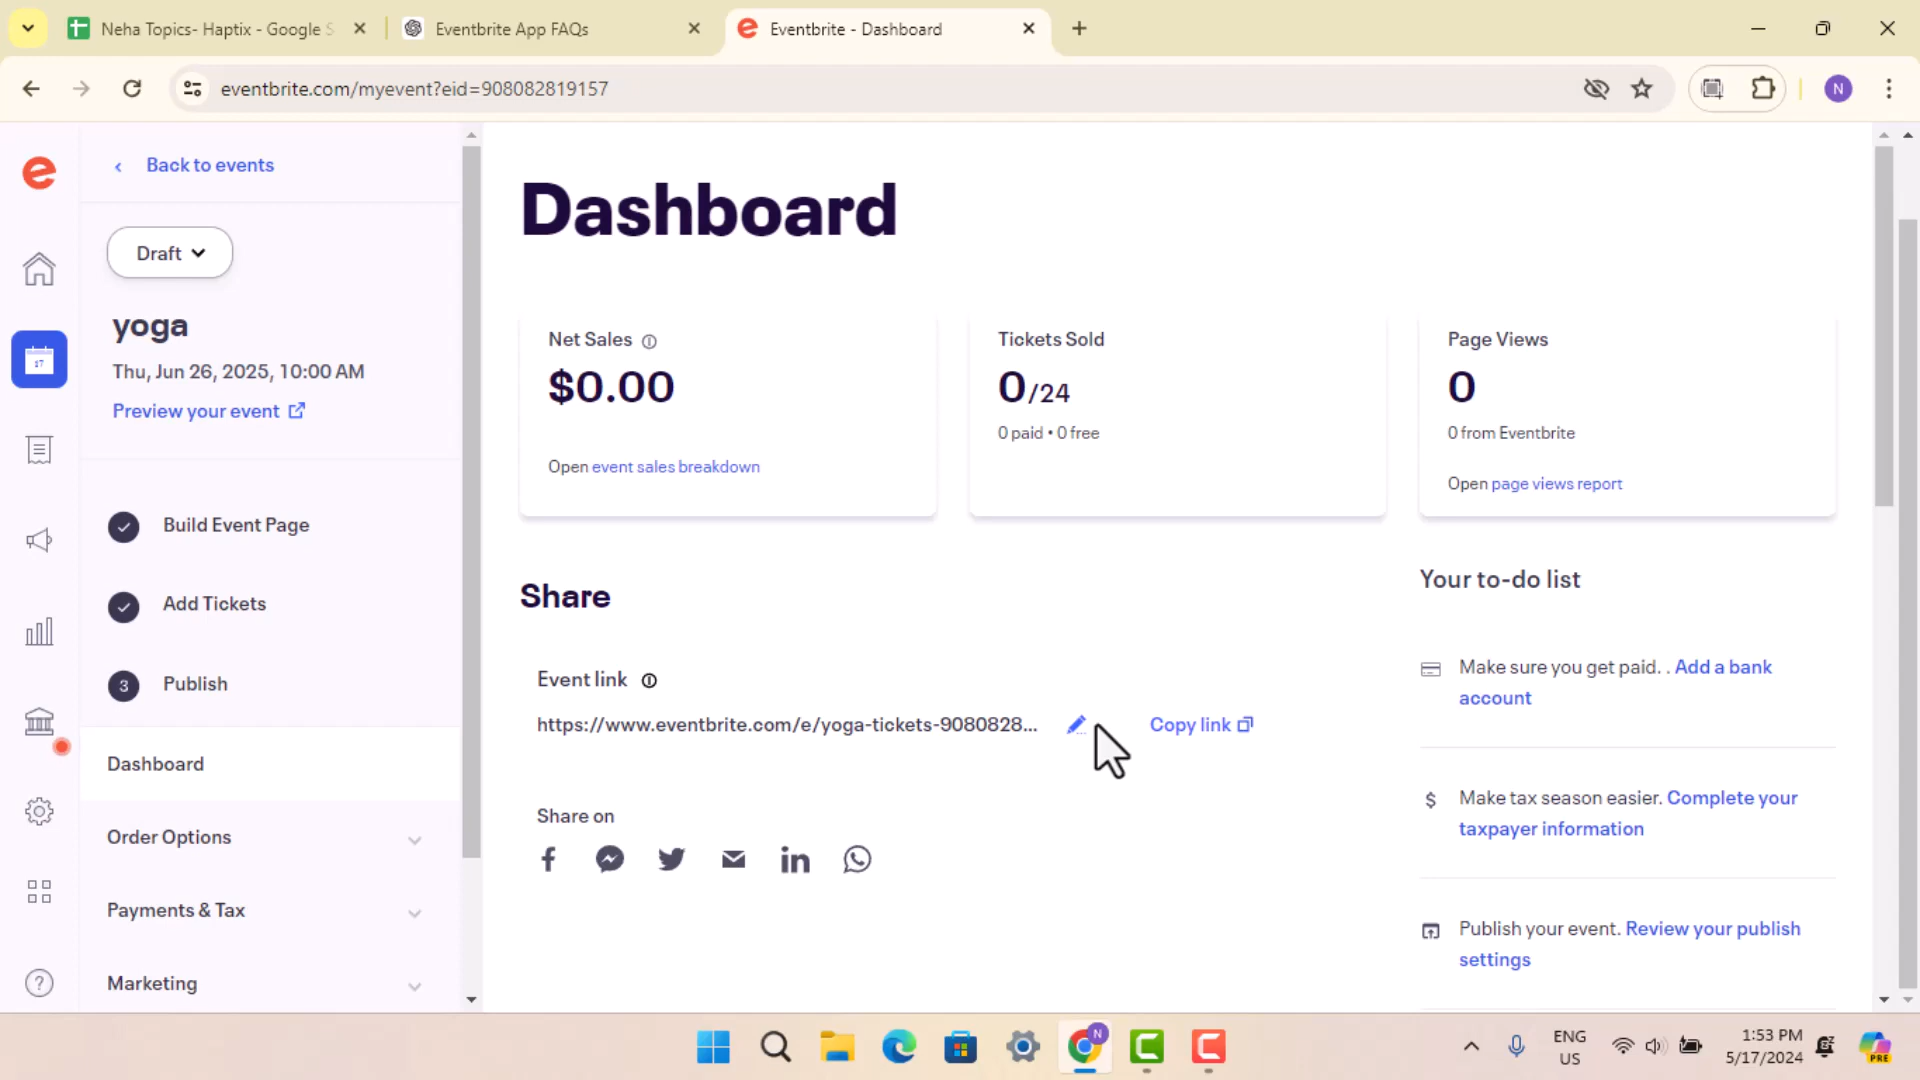 Neha Topics- Haptix - Google S
Eventbrite App FAQs
Eventbrite - Dashboard
eventbrite.com/myevent?eid=908082819157
N
Back to events
Draft
yoga
Thu, Jun 26, 2025, 10:00 AM
Preview your event
Build Event Page
Add Tickets
3 Publish
Dashboard
Order Options
Payments & Tax
Marketing
Dashboard
Net Sales
$0.00
Open event sales breakdown
Tickets Sold
0/24
0 paid • 0 free
Page Views
0
0 from Eventbrite
Open page views report
Share
Event link
https://www.eventbrite.com/e/yoga-tickets-9080828...
Copy link
Share on
Your to-do list
Make sure you get paid. . Add a bank
account
Make tax season easier. Complete your
taxpayer information
Publish your event. Review your publish
settings
N
ENG
US
1:53 PM
5/17/2024
PRE